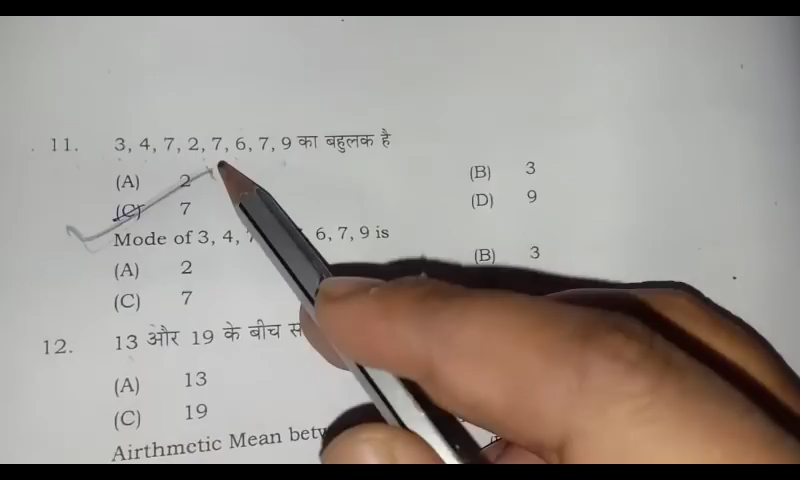 11. 3, 4, 7, 2, 7, 6, 7, 9 का बहुलक है
(A) 2 (B) 3
(C) 7 (D) 9
Mode of 3, 4, 6, 7, 9 is
(A) 2 (B) 3
(C) 7
12. 13 और 19 के बीच
(A) 13
(C) 19
Airthmetic Mean